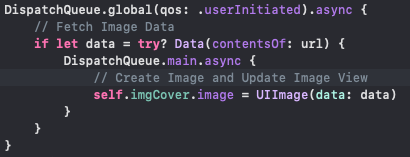 DispatchQueue.global(qos: .userInitiated).async {
    // Fetch Image Data
    if let data = try? Data(contentsOf: url) {
        DispatchQueue.main.async {
            // Create Image and Update Image View
            self.imgCover.image = UIImage(data: data)
        }
    }
}